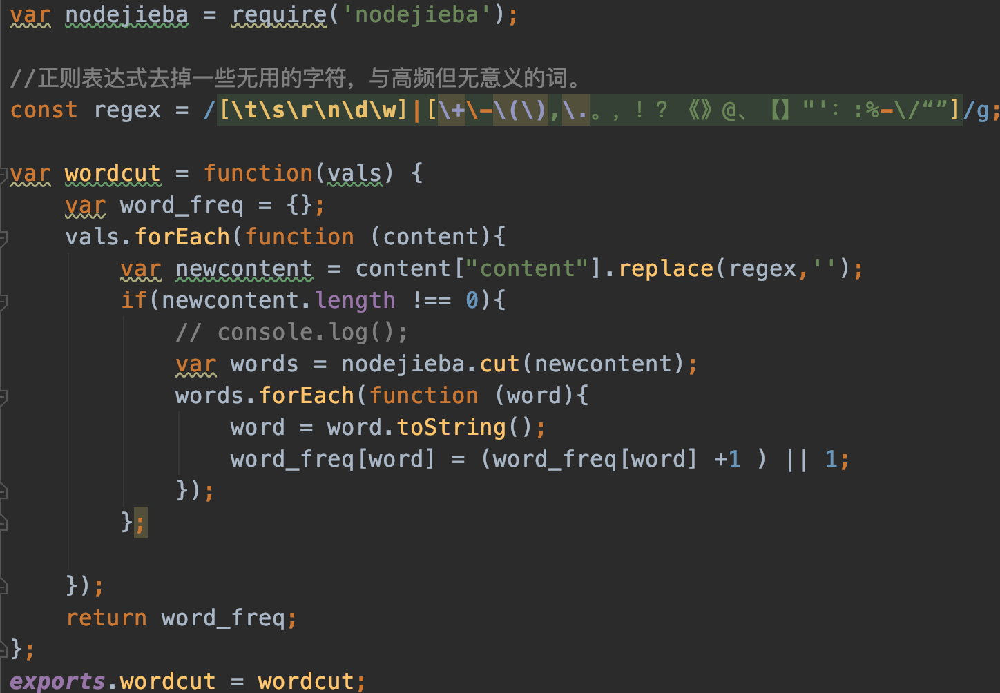 var nodejieba = require('nodejieba');
//正则表达式去掉一些无用的字符，与高频但无意义的词。
const regex = /[\t\s\r\n\d\w]|[\+\-\(\),\.。，！？《》@、【】"'：:%-\/“”]/g;
var wordcut = function(vals) {
    var word_freq = {};
    vals.forEach(function (content){
        var newcontent = content["content"].replace(regex,'');
        if(newcontent.length !== 0){
            // console.log();
            var words = nodejieba.cut(newcontent);
            words.forEach(function (word){
                word = word.toString();
                word_freq[word] = (word_freq[word] +1 ) || 1;
            });
        };
    });
    return word_freq;
};
exports.wordcut = wordcut;